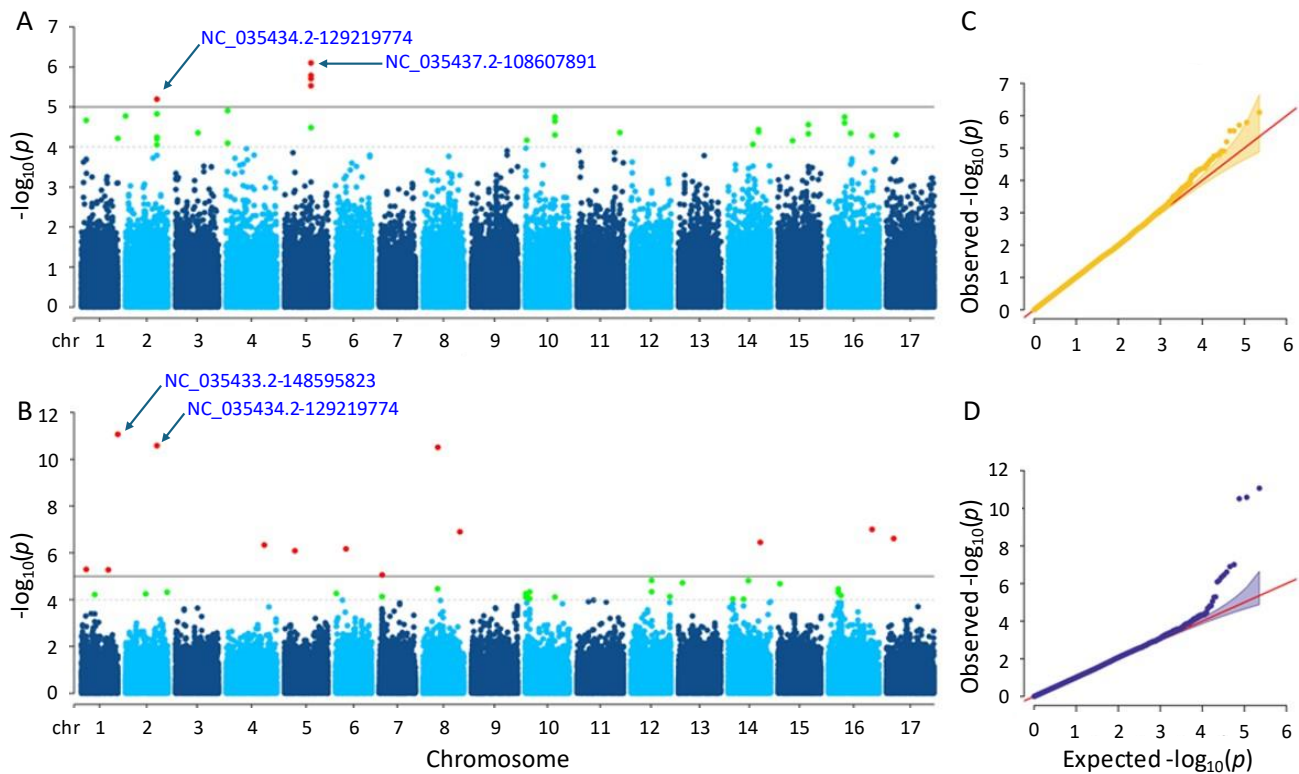 A
NC_035434.2-129219774
NC_035437.2-108607891
-log10(p)
7
6
5
4
3
2
1
0
chr 1 2 3 4 5 6 7 8 9 10 11 12 13 14 15 16 17
C
Observed -log10(p)
7
6
5
4
3
2
1
0
0 1 2 3 4 5 6
B
NC_035433.2-148595823
NC_035434.2-129219774
-log10(p)
12
10
8
6
4
2
0
chr 1 2 3 4 5 6 7 8 9 10 11 12 13 14 15 16 17
Chromosome
D
Observed -log10(p)
12
10
8
6
4
2
0
0 1 2 3 4 5 6
Expected -log10(p)